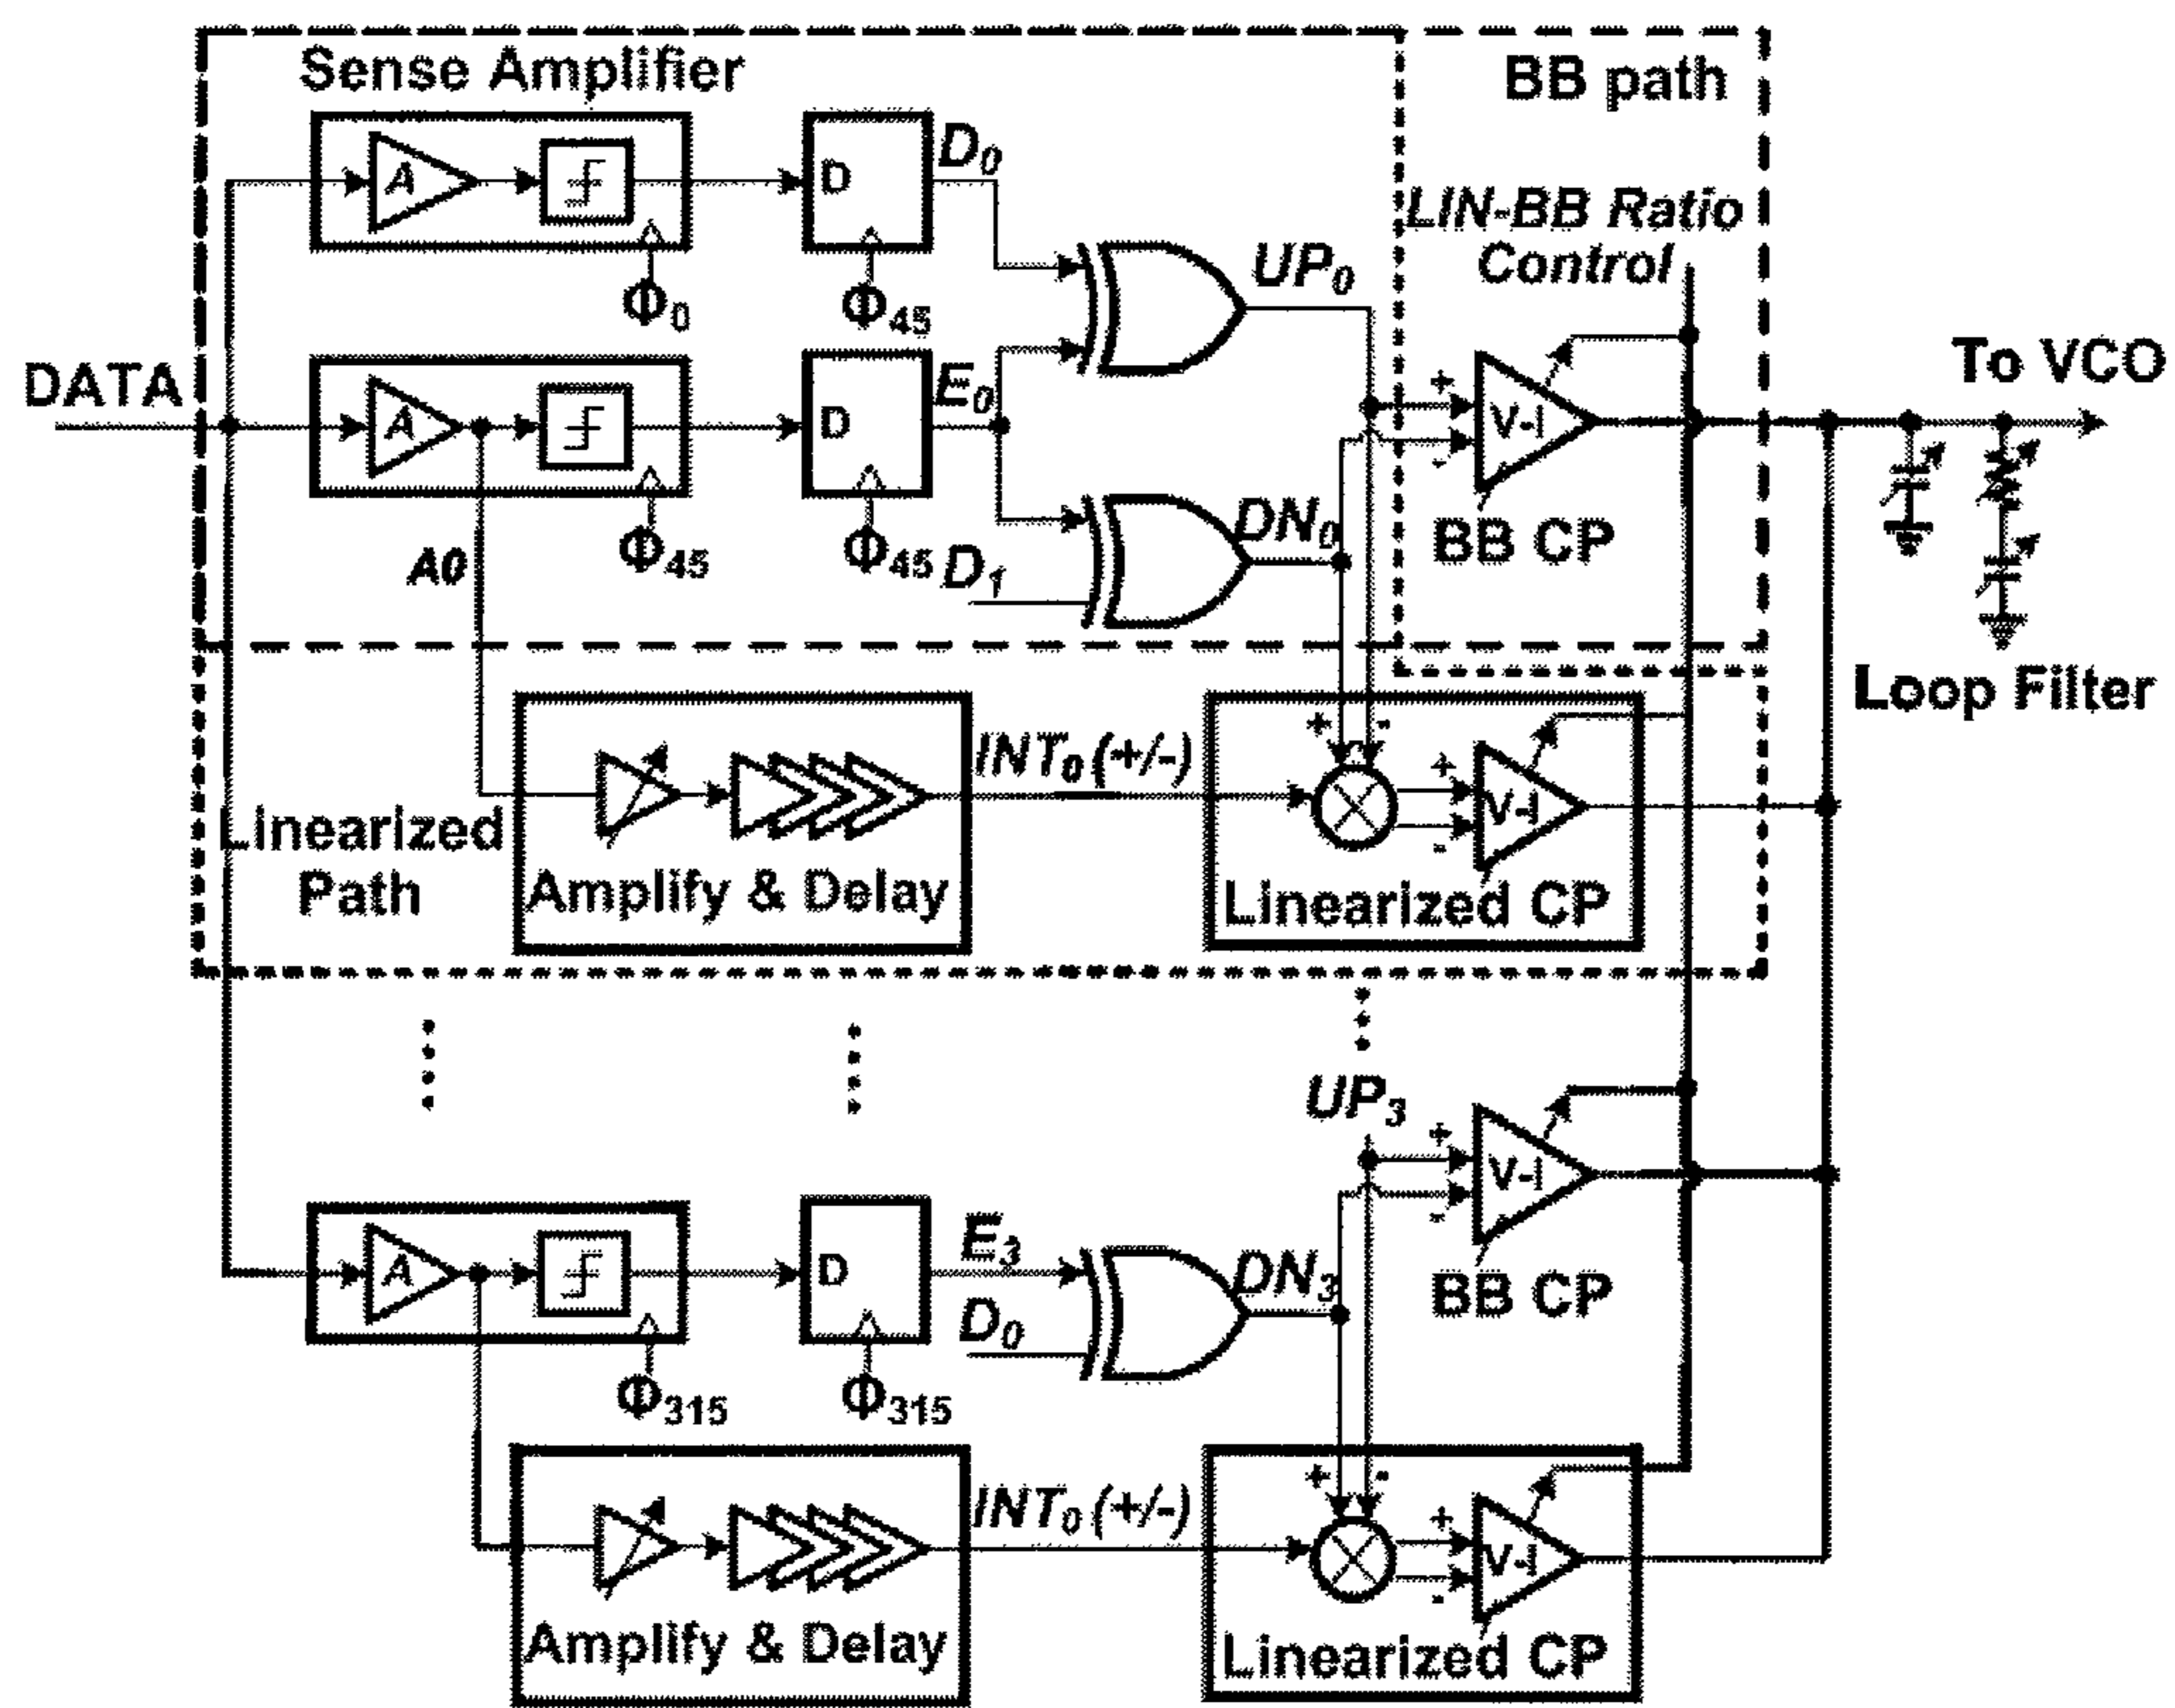 Sense Amplifier
BB path
A
D
D0
LIN-BB Ratio
Control
Φ0
Φ45
UP0
DATA
A
D
E0
+
-
V-I
To VCO
Φ45
Φ45
A0
D1
DN0
BB CP
Loop Filter
Linearized
Path
Amplify & Delay
INT0 (+/-)
+
-
+
-
V-I
Linearized CP
UP3
+
-
V-I
A
D
E3
D0
DN3
BB CP
Φ315
Φ315
Amplify & Delay
INT0 (+/-)
+
-
+
-
V-I
Linearized CP